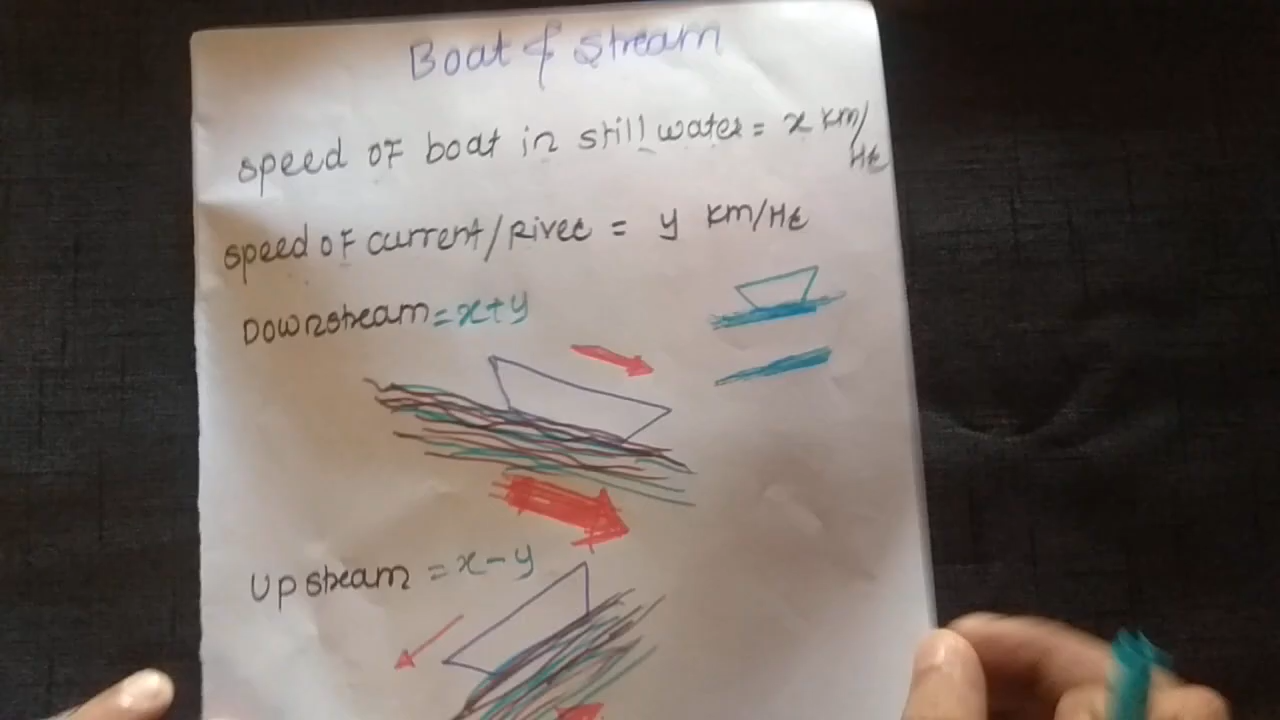 Boat & Stream
speed OF boat in still water = x km/Hr
speed OF current/River = y km/Hr
Downstream = x+y
Upstream = x-y